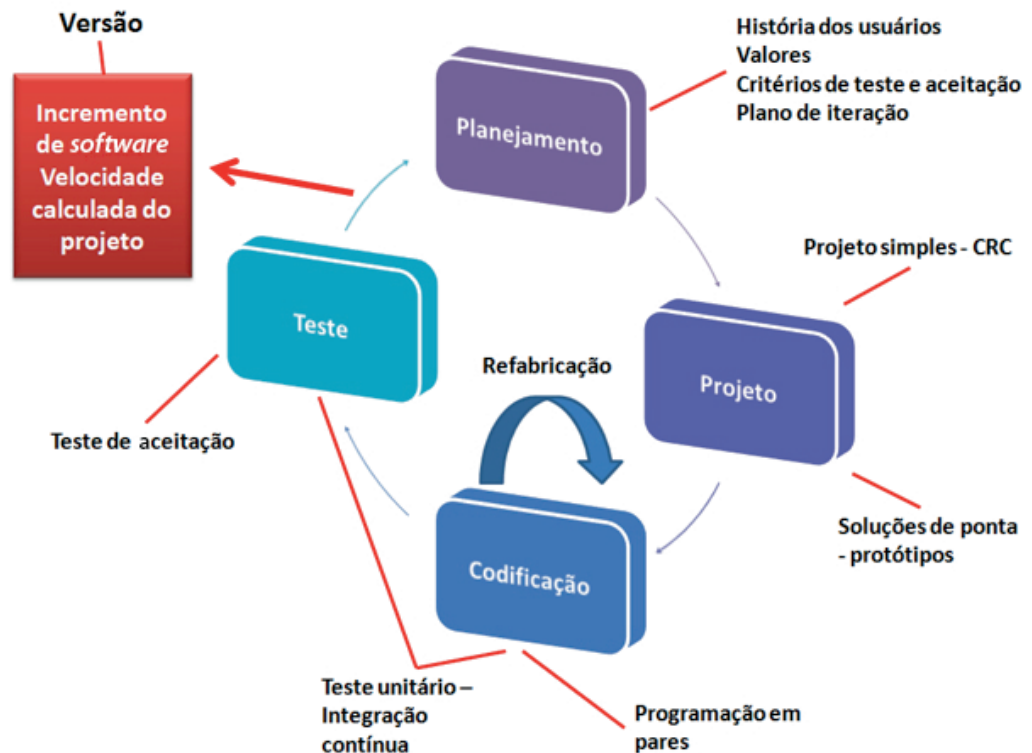 Versão
Incremento
de software
Velocidade
calculada do
projeto
História dos usuários
Valores
Critérios de teste e aceitação
Plano de iteração
Planejamento
Projeto simples - CRC
Projeto
Soluções de ponta
- protótipos
Refabricação
Codificação
Programação em
pares
Teste unitário –
Integração
contínua
Teste
Teste de aceitação